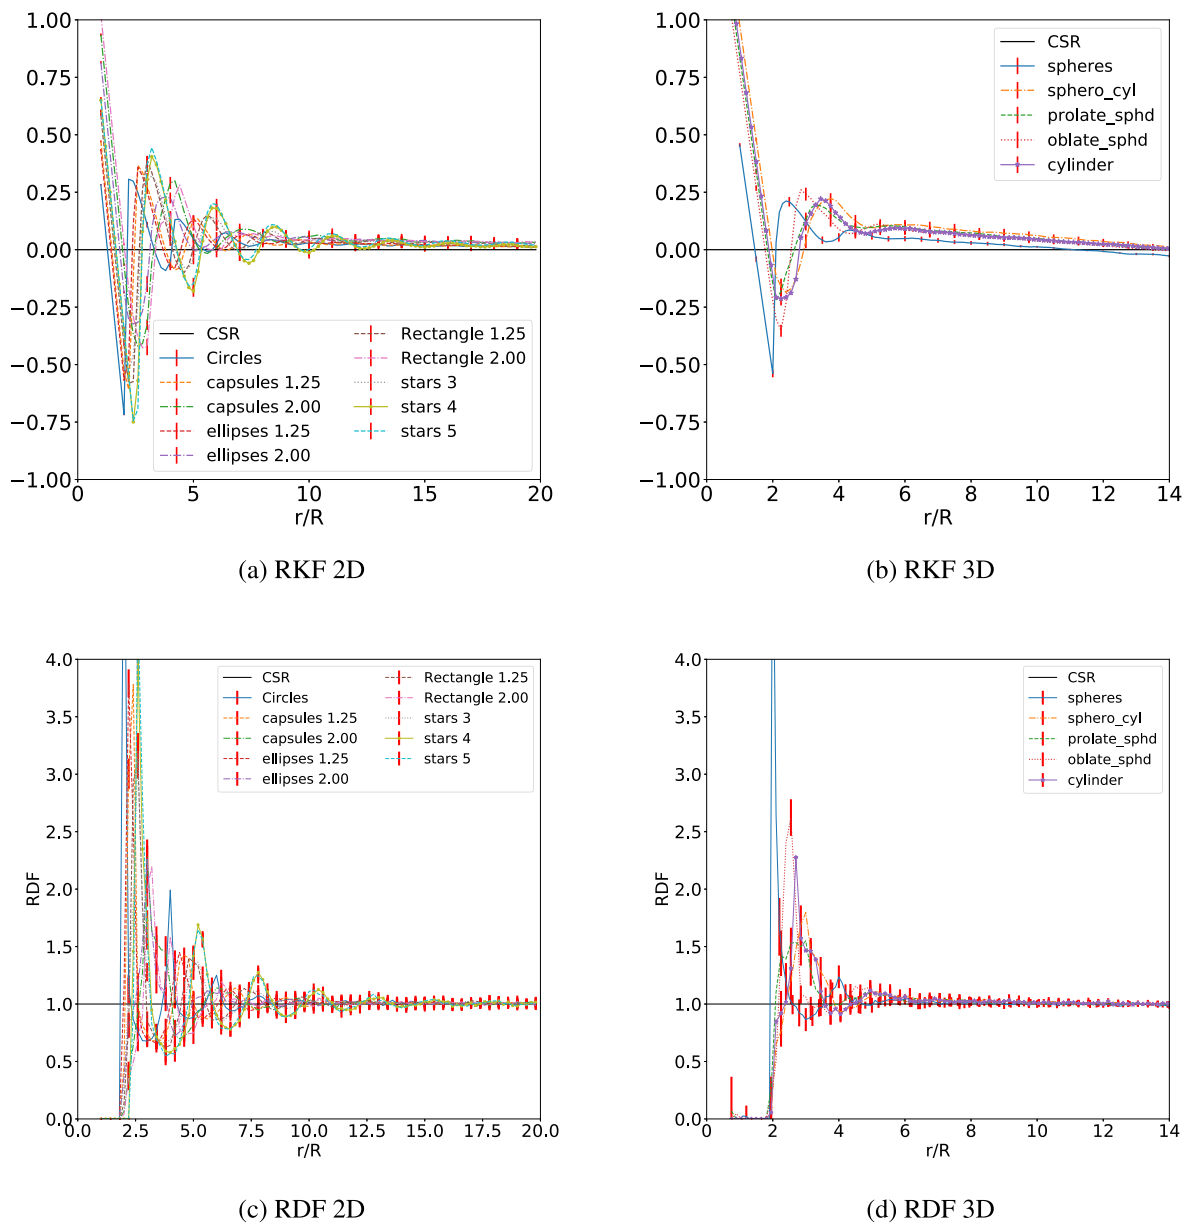 1.00
0.75
0.50
0.25
0.00
−0.25
−0.50
−0.75
−1.00
CSR
Circles
capsules 1.25
capsules 2.00
ellipses 1.25
ellipses 2.00
Rectangle 1.25
Rectangle 2.00
stars 3
stars 4
stars 5
0 5 10 15 20
r/R
(a) RKF 2D
1.00
0.75
0.50
0.25
0.00
−0.25
−0.50
−0.75
−1.00
CSR
spheres
sphero_cyl
prolate_sphd
oblate_sphd
cylinder
0 2 4 6 8 10 12 14
r/R
(b) RKF 3D
4.0
3.5
3.0
2.5
2.0
1.5
1.0
0.5
0.0
RDF
CSR
Circles
capsules 1.25
capsules 2.00
ellipses 1.25
ellipses 2.00
Rectangle 1.25
Rectangle 2.00
stars 3
stars 4
stars 5
0.0 2.5 5.0 7.5 10.0 12.5 15.0 17.5 20.0
r/R
(c) RDF 2D
4.0
3.5
3.0
2.5
2.0
1.5
1.0
0.5
0.0
RDF
CSR
spheres
sphero_cyl
prolate_sphd
oblate_sphd
cylinder
0 2 4 6 8 10 12 14
r/R
(d) RDF 3D